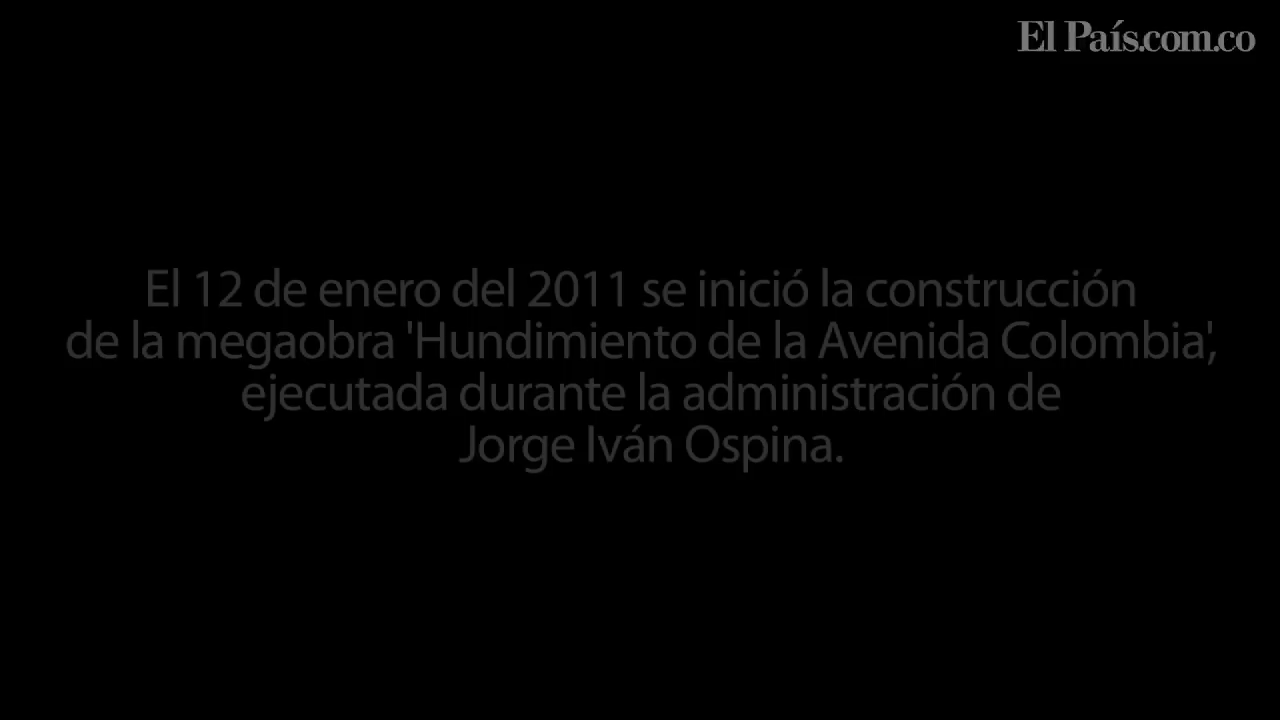 El País.com.co
El 12 de enero del 2011 se inició la construcción
de la megaobra 'Hundimiento de la Avenida Colombia',
ejecutada durante la administración de
Jorge Iván Ospina.